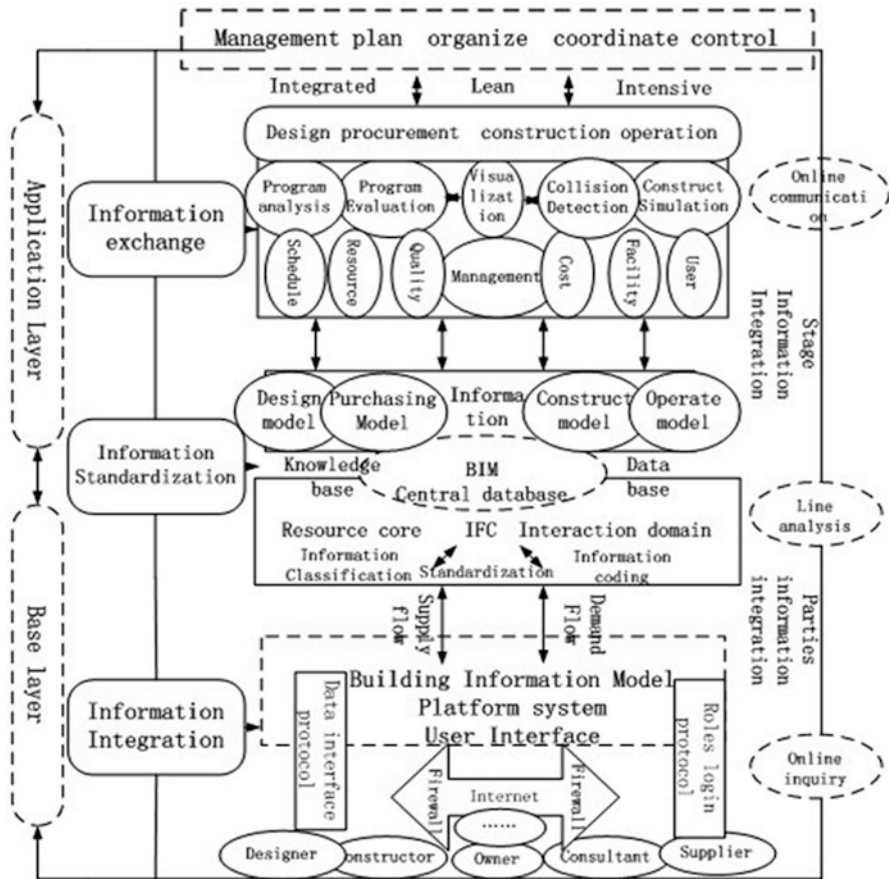 Management plan organize coordinate control
Integrated Lean Intensive
Design procurement construction operation
Application Layer
Information
exchange
Program
analysis
Program
Evaluation
Visua
lization
Collision
Detection
Construct
Simulation
Online
communicati
on
Schedule
Resource
Quality
Management
Cost
Facility
User
Stage
Information
Integration
Design
model
Purchasing
Model
Informa
tion
Construct
model
Operate
model
Information
Standardization
Knowledge
base
BIM
Central database
Data
base
Line
analysis
Resource core IFC Interaction domain
Information
Classification
Standardization
Information
coding
Base layer
Supply
flow
Demand
Flow
Parties
information
integration
Information
Integration
Data interface
protocol
Building Information Model
Platform system
User Interface
Roles login
protocol
Online
inquiry
Firewall
Internet
Firewall
......
Designer
onstructor
Owner
Consultant
Supplier